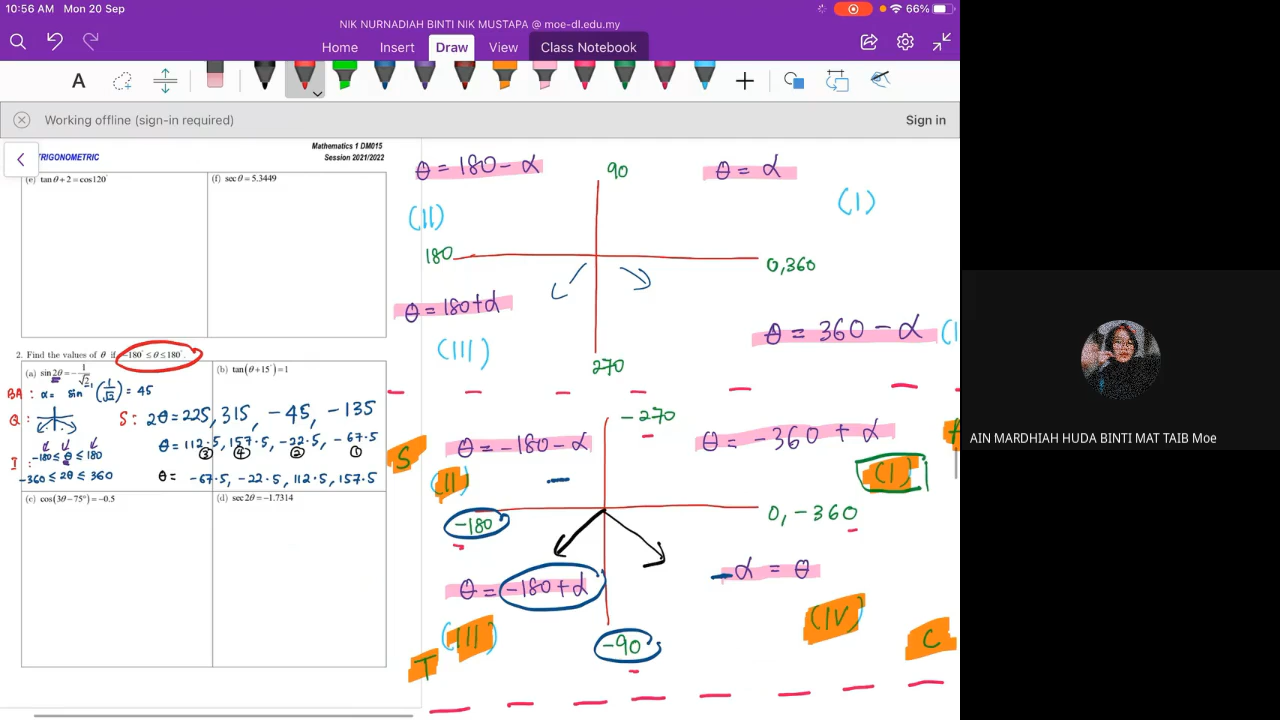 10:56 AM Mon 20 Sep
66%
NIK NURNADIAH BINTI NIK MUSTAPA @ moe-dl.edu.my
Home Insert Draw View Class Notebook
A
Working offline (sign-in required)
Sign in
TRIGONOMETRIC
Mathematics 1 DM015
Session 2021/2022
(e) tan θ + 2 = cos120°
(f) sec θ = 5.3449
2. Find the values of θ if -180° ≤ θ ≤ 180°.
(a) sin 2θ = -1/√2
BA : α = sin⁻¹(1/√2) = 45
Q :
S : 2θ = 225, 315, -45, -135
θ = 112.5, 157.5, -22.5, -67.5
③ ④ ② ①
I : -180 ≤ θ ≤ 180
-360 ≤ 2θ ≤ 360
θ = -67.5, -22.5, 112.5, 157.5
(b) tan(θ + 15°) = 1
(c) cos(3θ - 75°) = -0.5
(d) sec 2θ = -1.7314
θ = 180 - α
90
θ = α
(II)
(I)
180
0,360
θ = 180 + α
θ = 360 - α
(III)
270
-270
θ = -180 - α
θ = -360 + α
S
(II)
(I)
-180
0, -360
θ = -180 + α
-α = θ
(III)
(IV)
T
-90
C
AIN MARDHIAH HUDA BINTI MAT TAIB Moe